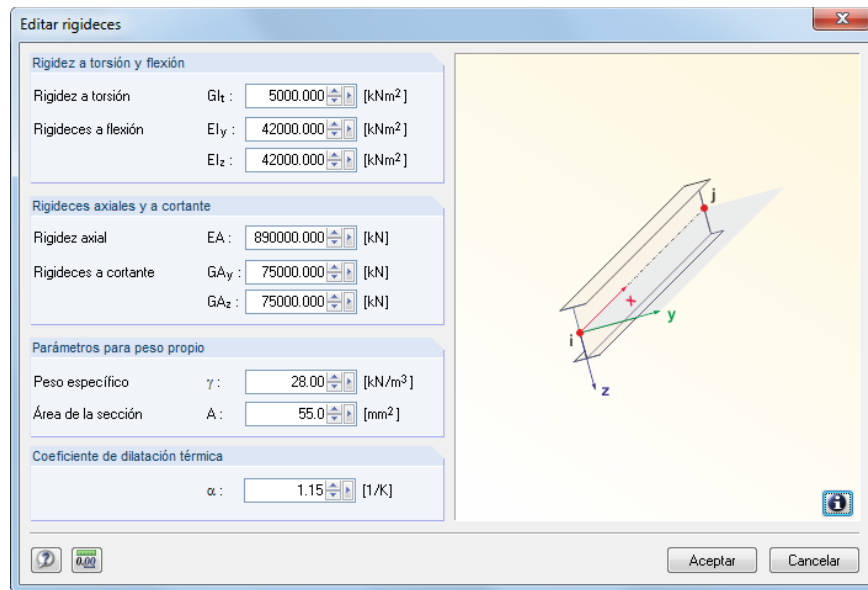 Editar rigideces
Rigidez a torsión y flexión
Rigidez a torsión GIt : 5000.000 [kNm²]
Rigideces a flexión EIy : 42000.000 [kNm²]
EIz : 42000.000 [kNm²]
Rigideces axiales y a cortante
Rigidez axial EA : 890000.000 [kN]
Rigideces a cortante GAy : 75000.000 [kN]
GAz : 75000.000 [kN]
Parámetros para peso propio
Peso específico γ : 28.00 [kN/m³]
Área de la sección A : 55.0 [mm²]
Coeficiente de dilatación térmica
α : 1.15 [1/K]
j
x
y
i
z
0.00
Aceptar Cancelar